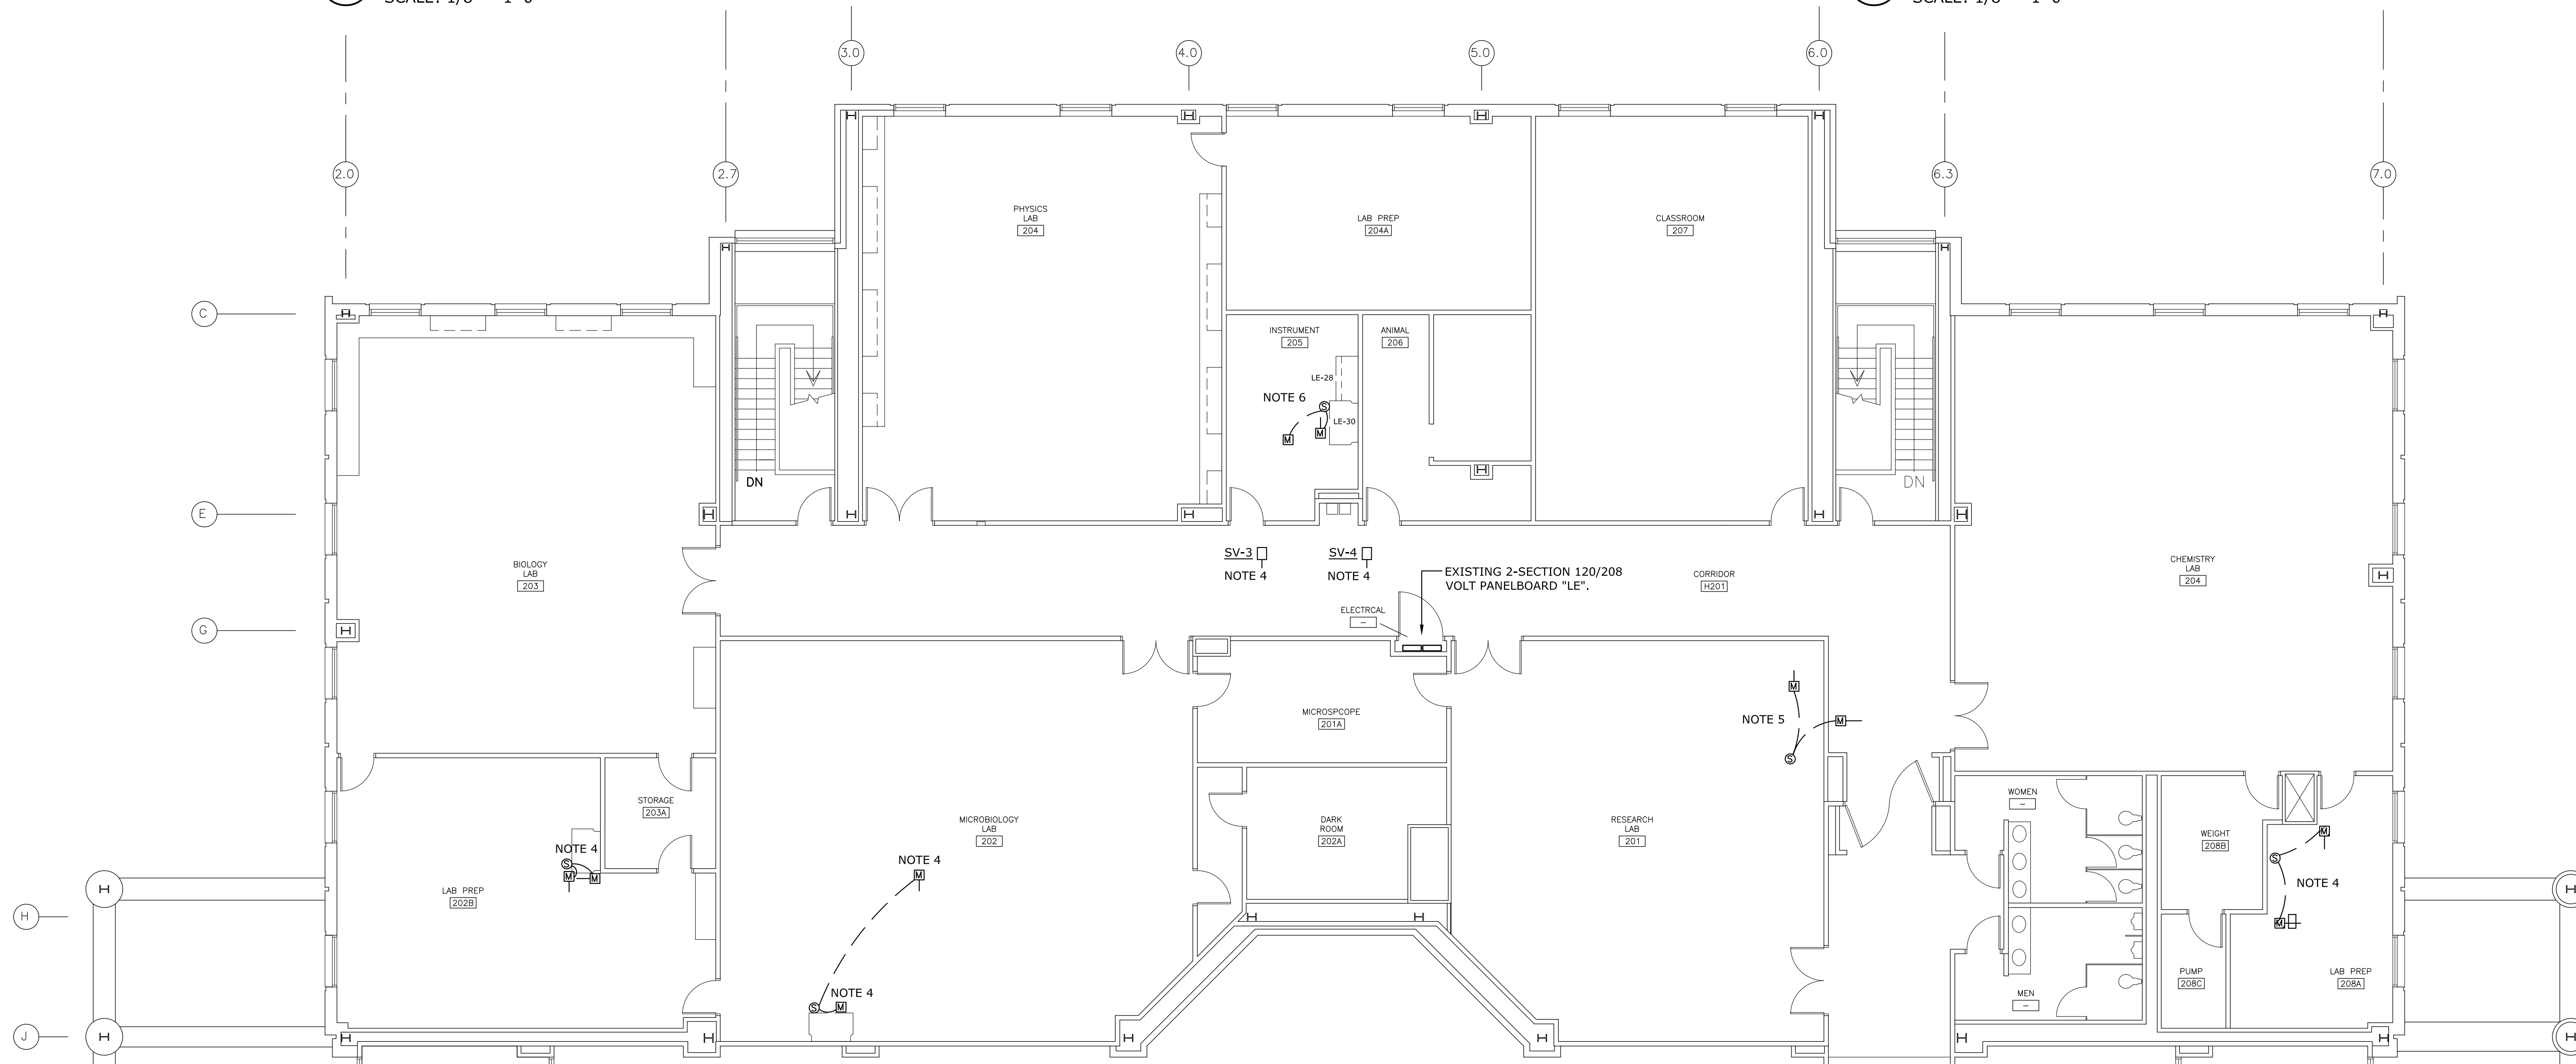 SCALE: 1/8" = 1'-0"
SCALE: 1/8" = 1'-0"
3.0
4.0
5.0
6.0
2.0
2.7
6.3
7.0
PHYSICS
LAB
204
LAB PREP
204A
CLASSROOM
207
C
INSTRUMENT
205
ANIMAL
206
LE-28
NOTE 6
S
LE-30
M
M
DN
DN
E
SV-3
NOTE 4
SV-4
NOTE 4
EXISTING 2-SECTION 120/208
VOLT PANELBOARD "LE".
CORRIDOR
H201
BIOLOGY
LAB
203
CHEMISTRY
LAB
204
ELECTRCAL
-
G
MICROSPCOPE
201A
M
NOTE 5
M
S
STORAGE
203A
NOTE 4
S
M
M
LAB PREP
202B
MICROBIOLOGY
LAB
202
NOTE 4
M
NOTE 4
S
M
DARK
ROOM
202A
RESEARCH
LAB
201
WOMEN
-
WEIGHT
208B
M
S
NOTE 4
M
MEN
-
PUMP
208C
LAB PREP
208A
H
J